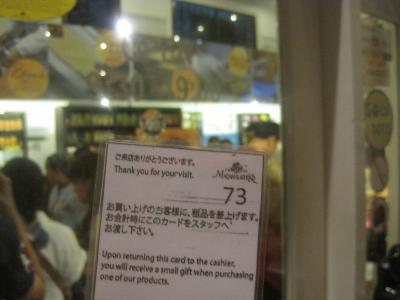 ご来店ありがとうございます。
Thank you for your visit.
73
お買い上げのお客様に、粗品を差上げます。
お会計時にこのカードをスタッフへ
お渡し下さい。
Upon returning this card to the cashier,
you will receive a small gift when purchasing
one of our products.